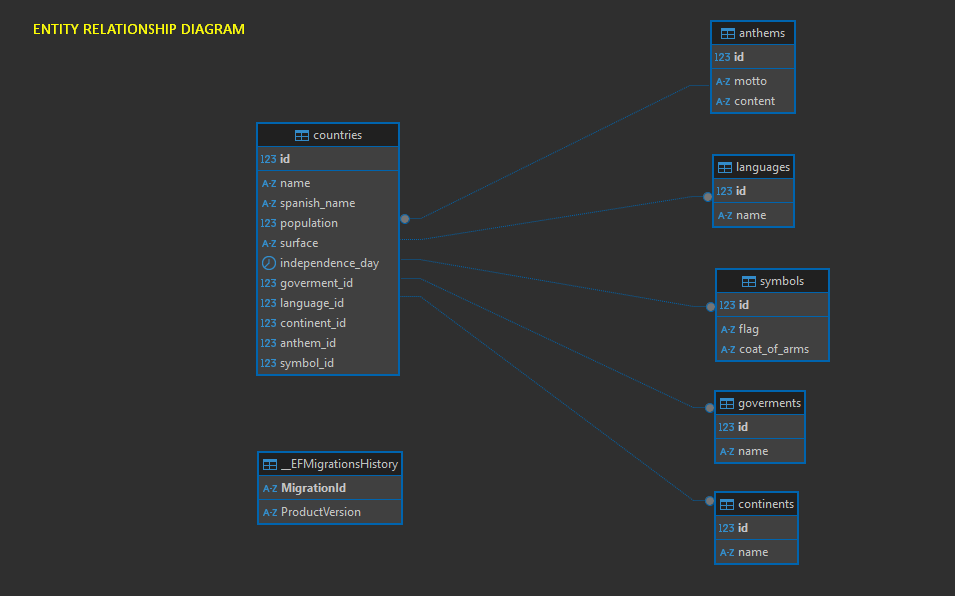 ENTITY RELATIONSHIP DIAGRAM
countries
123 id
A-Z name
A-Z spanish_name
123 population
A-Z surface
independence_day
123 goverment_id
123 language_id
123 continent_id
123 anthem_id
123 symbol_id
__EFMigrationsHistory
A-Z MigrationId
A-Z ProductVersion
anthems
123 id
A-Z motto
A-Z content
languages
123 id
A-Z name
symbols
123 id
A-Z flag
A-Z coat_of_arms
goverments
123 id
A-Z name
continents
123 id
A-Z name